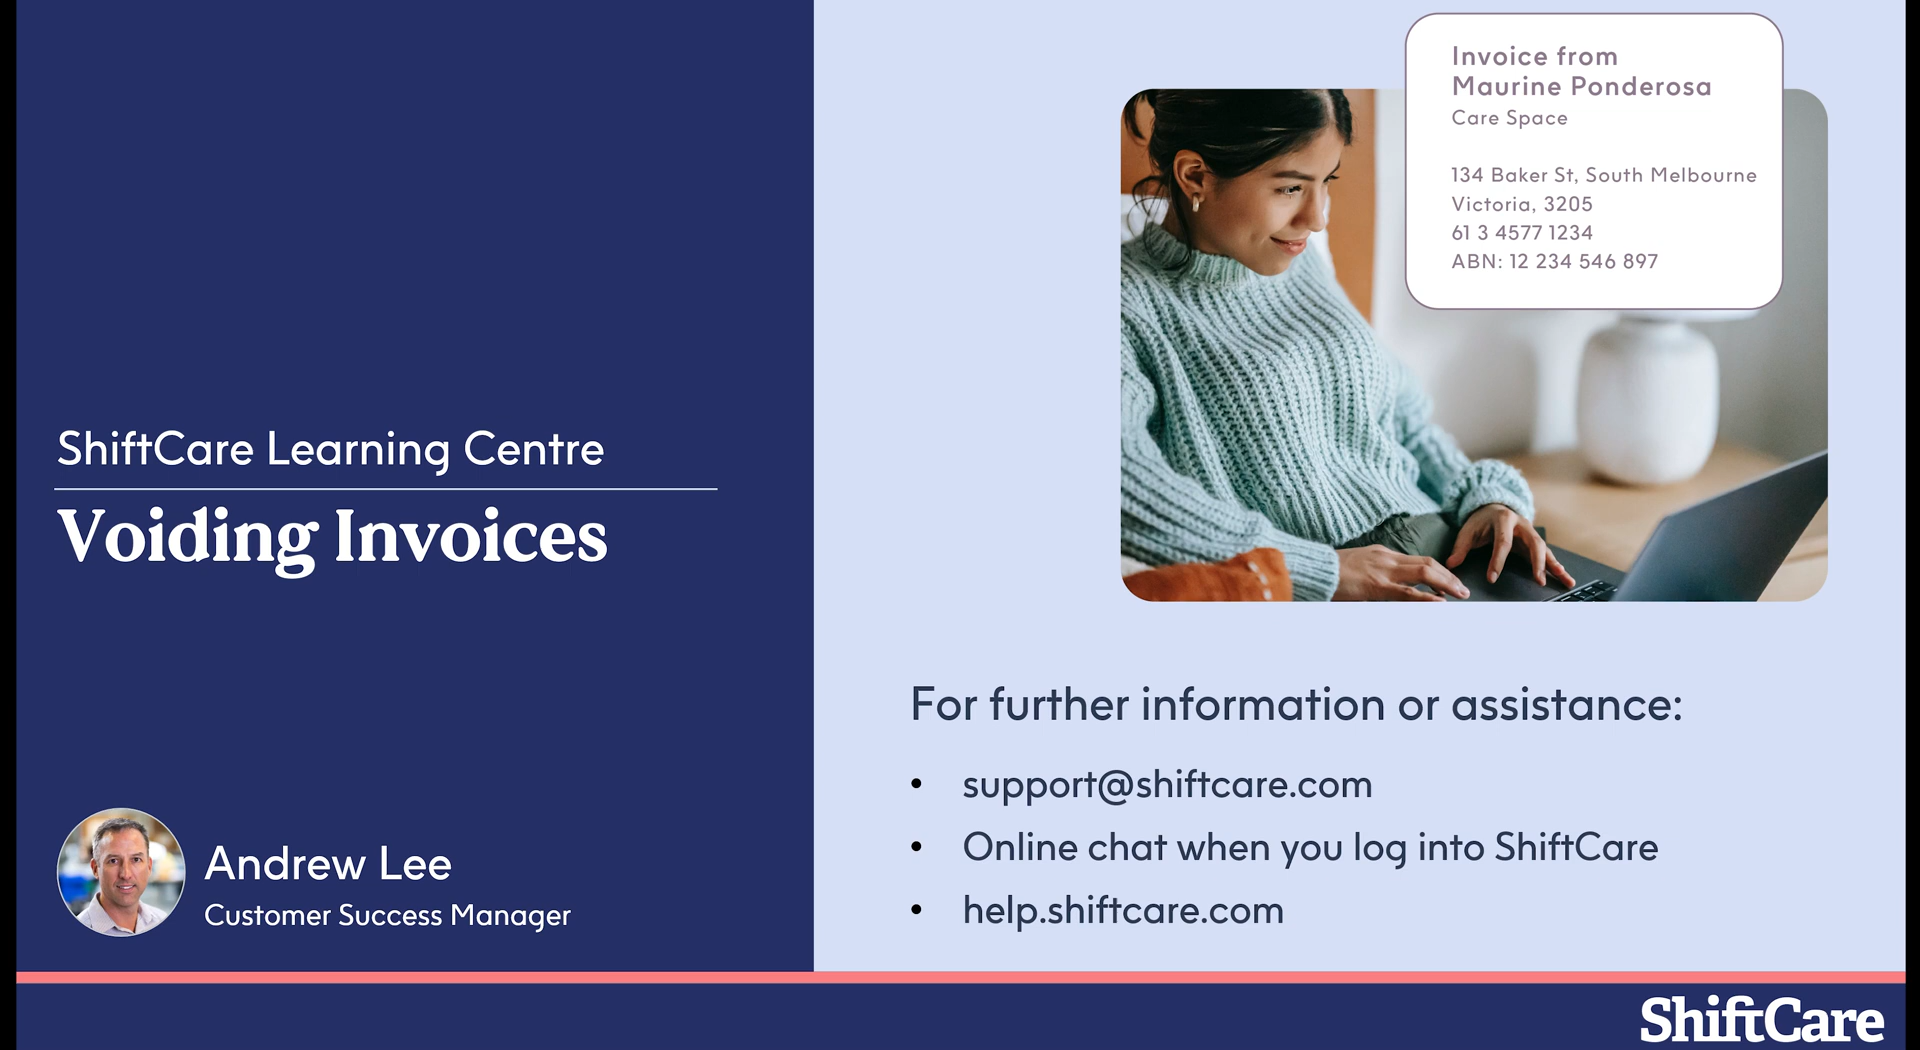 ShiftCare Learning Centre
Voiding Invoices
Andrew Lee
Customer Success Manager
Invoice from
Maurine Ponderosa
Care Space
134 Baker St, South Melbourne
Victoria, 3205
61 3 4577 1234
ABN: 12 234 546 897
For further information or assistance:
• support@shiftcare.com
• Online chat when you log into ShiftCare
• help.shiftcare.com
ShiftCare